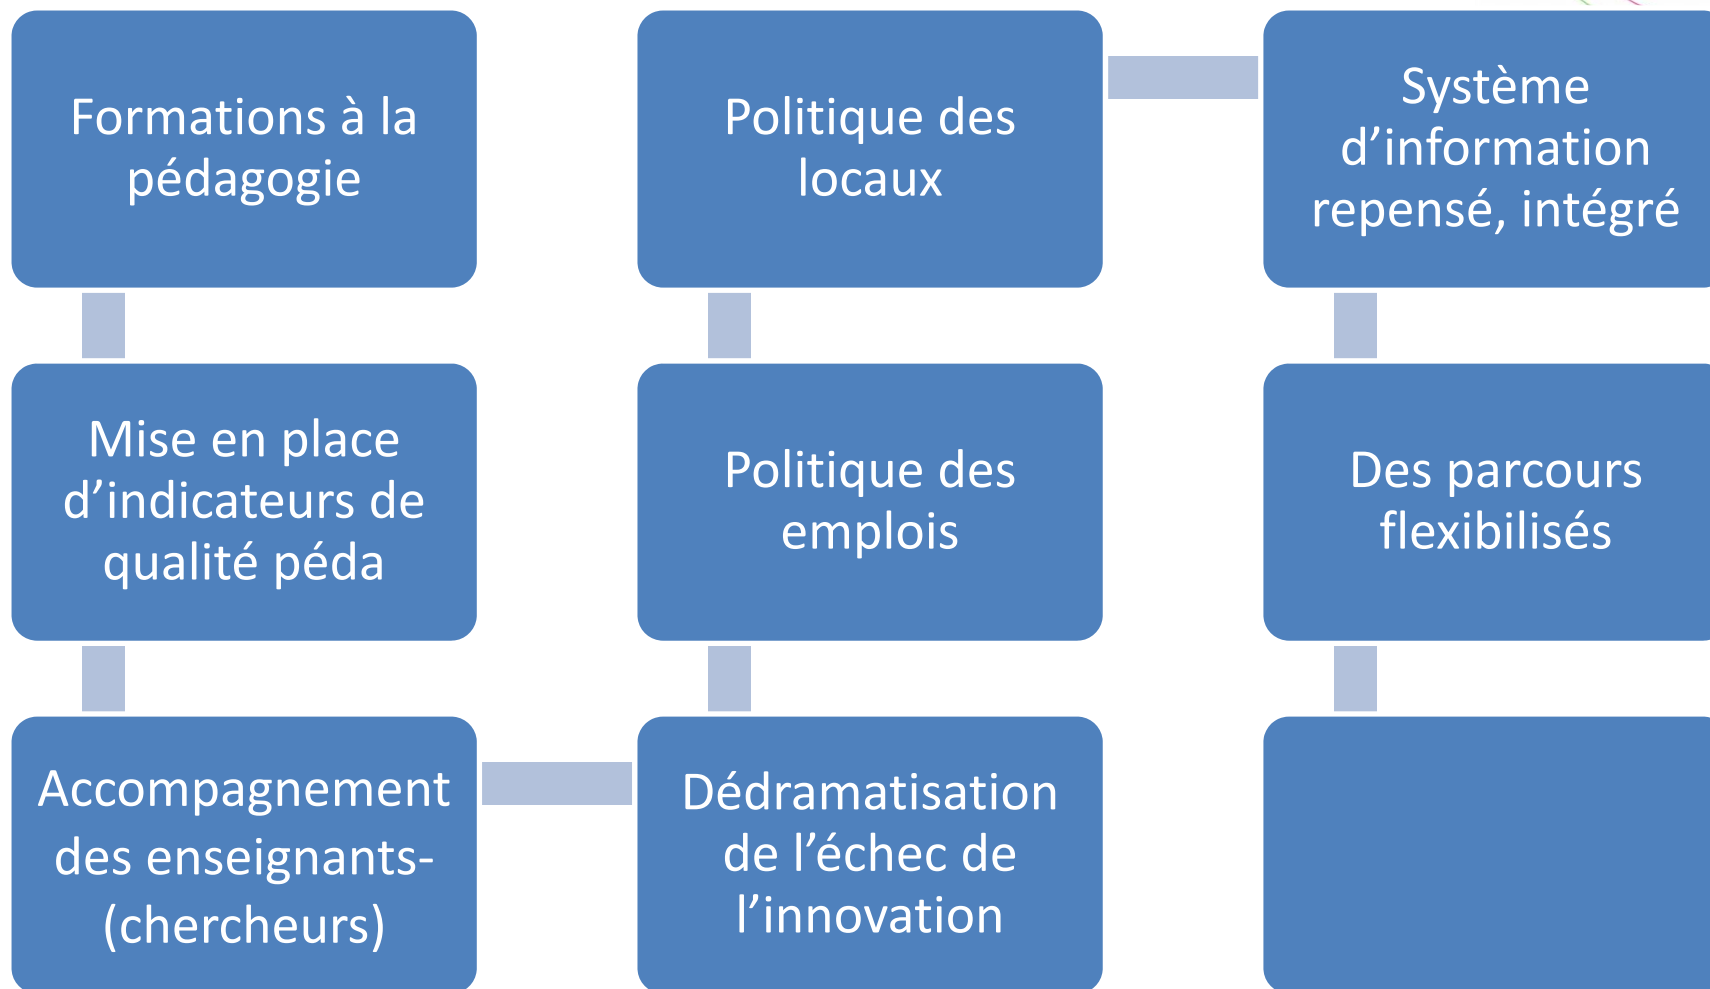 Formations à la
pédagogie
Mise en place
d’indicateurs de
qualité péda
Accompagnement
des enseignants-
(chercheurs)
Dédramatisation
de l’échec de
l’innovation
Politique des
emplois
Politique des
locaux
Système
d’information
repensé, intégré
Des parcours
flexibilisés